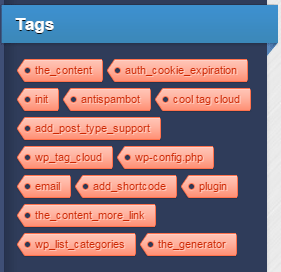 Tags
the_content auth_cookie_expiration
init antispambot cool tag cloud
add_post_type_support
wp_tag_cloud wp-config.php
email add_shortcode plugin
the_content_more_link
wp_list_categories the_generator